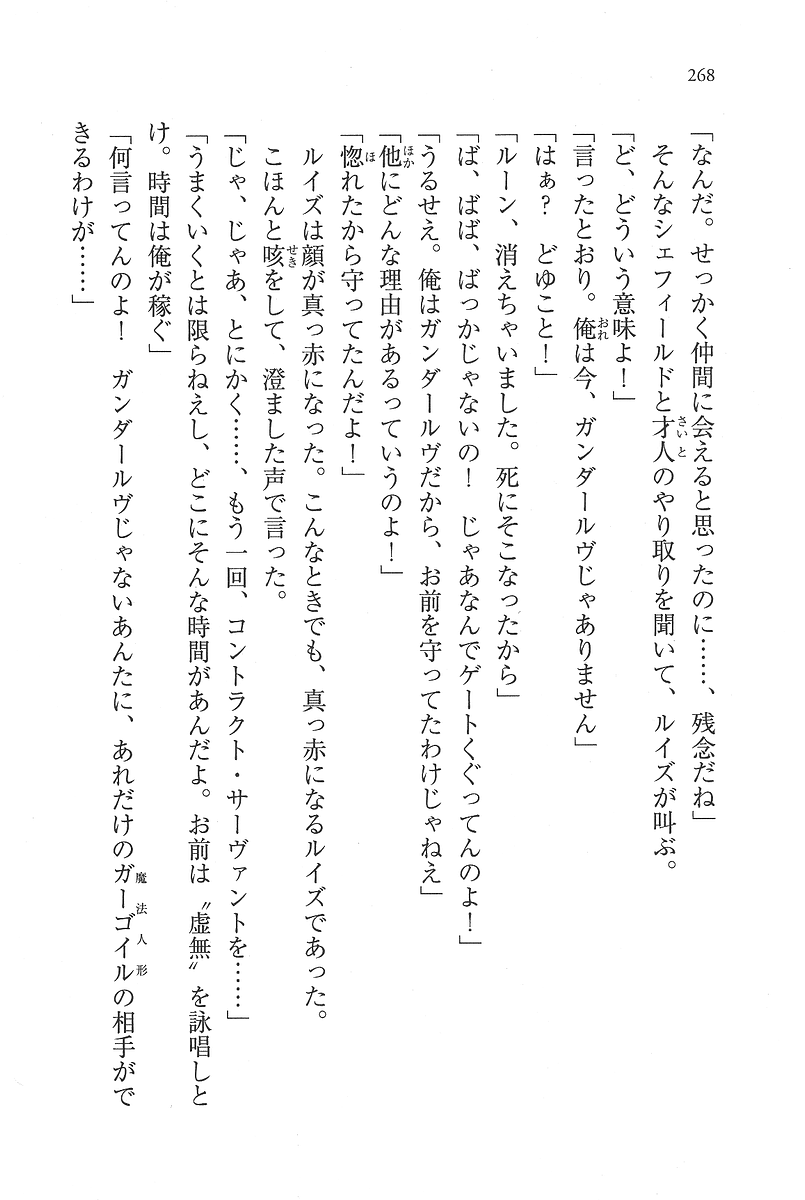 268
「なんだ。せっかく仲間に会えると思ったのに……、残念だね」
そんなシェフィールドと才人のやり取りを聞いて、ルイズが叫ぶ。
「ど、どういう意味よ！」
「言ったとおり。俺は今、ガンダールヴじゃありません」
「はぁ？　どゆこと！」
「ルーン、消えちゃいました。死にそこなったから」
「ば、ばば、ばっかじゃないの！　じゃあなんでゲートくぐってんのよ！」
「うるせえ。俺はガンダールヴだから、お前を守ってたわけじゃねえ」
「他にどんな理由があるっていうのよ！」
「惚れたから守ってたんだよ！」
ルイズは顔が真っ赤になった。こんなときでも、真っ赤になるルイズであった。
こほんと咳をして、澄ました声で言った。
「じゃ、じゃあ、とにかく……、もう一回、コントラクト・サーヴァントを……」
「うまくいくとは限らねえし、どこにそんな時間があんだよ。お前は〝虚無〟を詠唱しと
け。時間は俺が稼ぐ」
「何言ってんのよ！　ガンダールヴじゃないあんたに、あれだけのガーゴイルの相手がで
きるわけが……」
さいと
おれ
ほか
ほ
せき
魔法人形